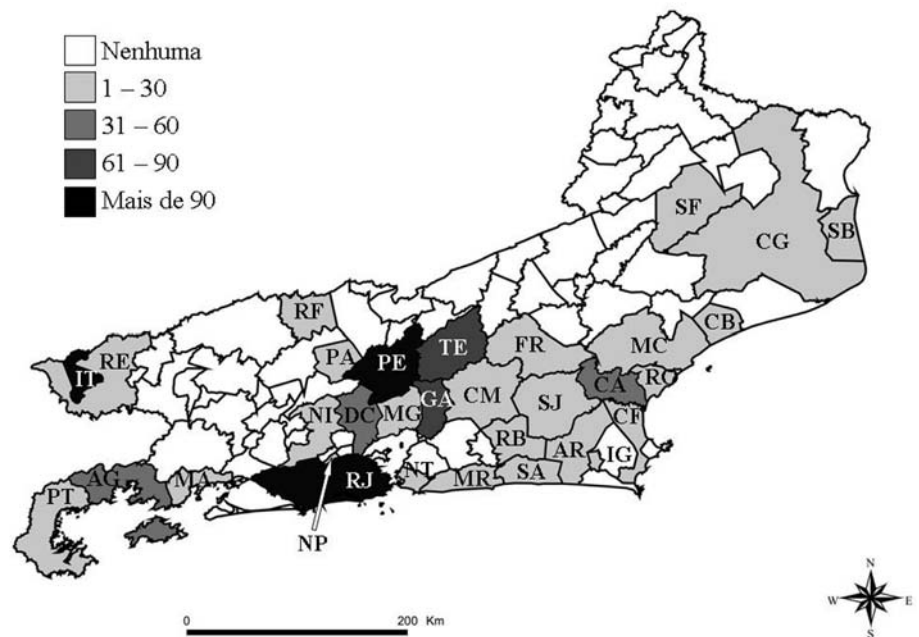 Nenhuma
1 – 30
31 – 60
61 – 90
Mais de 90
SF
CG
SB
RF
CB
RE
IT
PA
PE
TE
FR
MC
CA
RO
NI
DC
MG
GA
CM
SJ
CF
RB
AR
IG
PT
AG
MA
RJ
NT
MR
SA
NP
N
W
E
S
0
200 Km